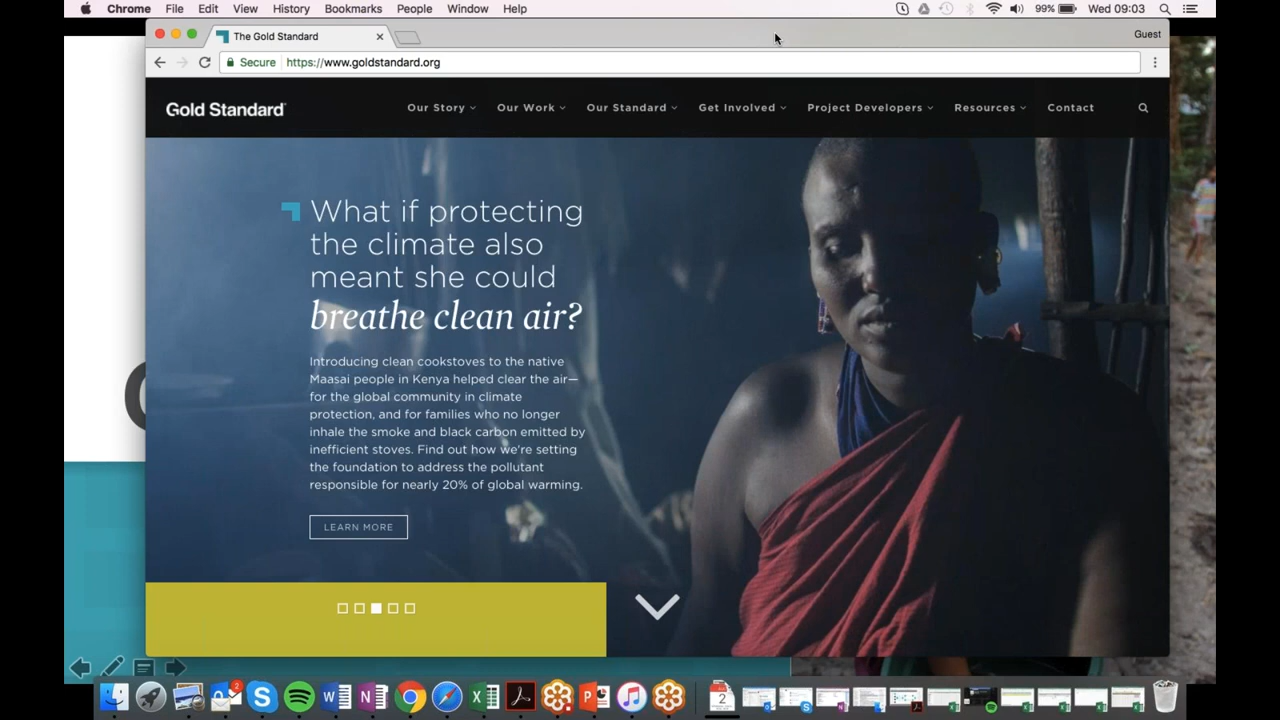 Chrome File Edit View History Bookmarks People Window Help 99% Wed 09:03
The Gold Standard Guest
Secure https://www.goldstandard.org
Gold Standard Our Story Our Work Our Standard Get Involved Project Developers Resources Contact
What if protecting
the climate also
meant she could
breathe clean air?
Introducing clean cookstoves to the native
Maasai people in Kenya helped clear the air—
for the global community in climate
protection, and for families who no longer
inhale the smoke and black carbon emitted by
inefficient stoves. Find out how we're setting
the foundation to address the pollutant
responsible for nearly 20% of global warming.
LEARN MORE
2